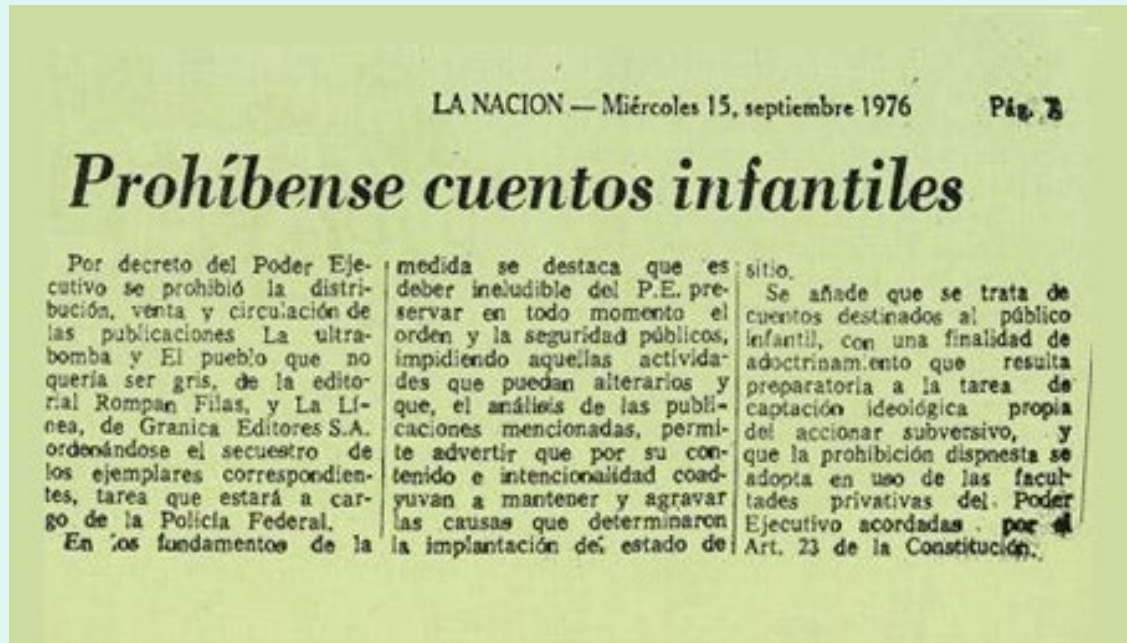 LA NACION — Miércoles 15, septiembre 1976 Pág.
Prohíbense cuentos infantiles
Por decreto del Poder Eje-
cutivo se prohibió la distri-
bución, venta y circulación de
las publicaciones La ultra-
bomba y El pueblo que no
quería ser gris, de la edito-
rial Rompan Filas, y La Lí-
nea, de Granica Editores S.A.
ordenándose el secuestro de
los ejemplares correspondien-
tes, tarea que estará a car-
go de la Policía Federal.
En los fundamentos de la
medida se destaca que es
deber ineludible del P.E. pre-
servar en todo momento el
orden y la seguridad públicos,
impidiendo aquellas activida-
des que puedan alterarlos y
que, el análisis de las publi-
caciones mencionadas, permi-
te advertir que por su con-
tenido e intencionalidad coad-
yuvan a mantener y agravar
las causas que determinaron
la implantación del estado de
sitio.
Se añade que se trata de
cuentos destinados al público
infantil, con una finalidad de
adoctrinamiento que resulta
preparatoria a la tarea de
captación ideológica propia
del accionar subversivo, y
que la prohibición dispnesta se
adopta en uso de las facul-
tades privativas del Poder
Ejecutivo acordadas por el
Art. 23 de la Constitución.